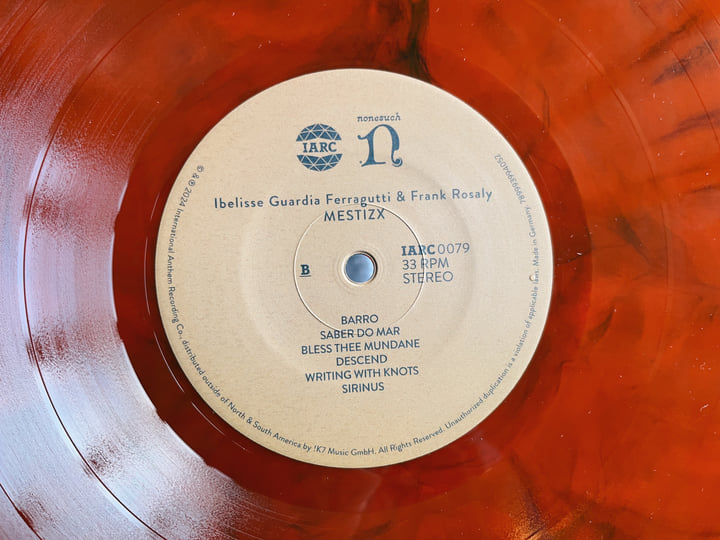 nonesuch
IARC
N
Ibelisse Guardia Ferragutti & Frank Rosaly
MESTIZX
B
IARC0079
33 RPM
STEREO
BARRO
SABER DO MAR
BLESS THEE MUNDANE
DESCEND
WRITING WITH KNOTS
SIRINUS
© & ℗ 2024 International Anthem Recording Co., distributed outside of North & South America by !K7 Music GmbH. All Rights Reserved. Unauthorized duplication is a violation of applicable laws. Made in Germany. 789993994052